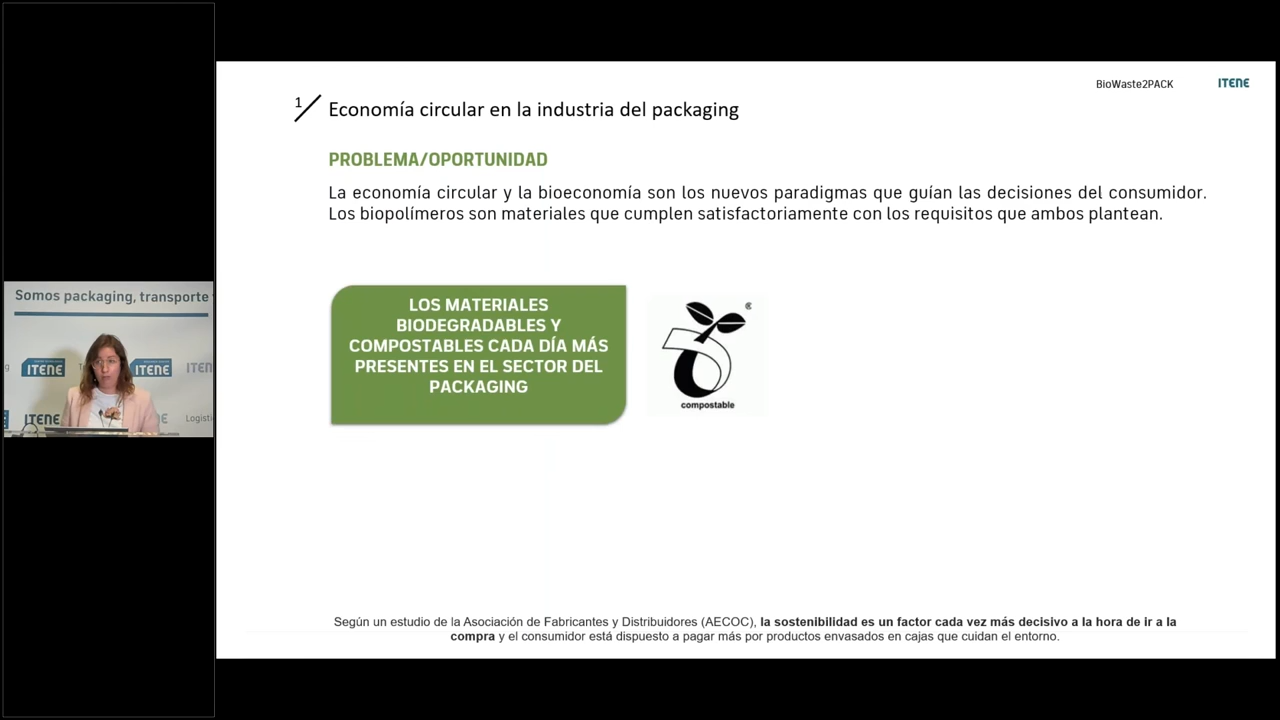 BioWaste2PACK
ITENE
1
Economía circular en la industria del packaging
PROBLEMA/OPORTUNIDAD
La economía circular y la bioeconomía son los nuevos paradigmas que guían las decisiones del consumidor.
Los biopolímeros son materiales que cumplen satisfactoriamente con los requisitos que ambos plantean.
LOS MATERIALES
BIODEGRADABLES Y
COMPOSTABLES CADA DÍA MÁS
PRESENTES EN EL SECTOR DEL
PACKAGING
compostable
Somos packaging, transporte
ITENE
ITENE
ITENE
ITENE
Logisti
Según un estudio de la Asociación de Fabricantes y Distribuidores (AECOC), la sostenibilidad es un factor cada vez más decisivo a la hora de ir a la
compra y el consumidor está dispuesto a pagar más por productos envasados en cajas que cuidan el entorno.